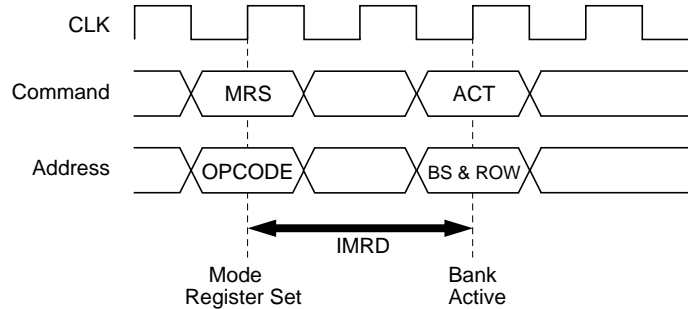 CLK
Command
MRS
ACT
Address
OPCODE
BS & ROW
IMRD
Mode
Register Set
Bank
Active